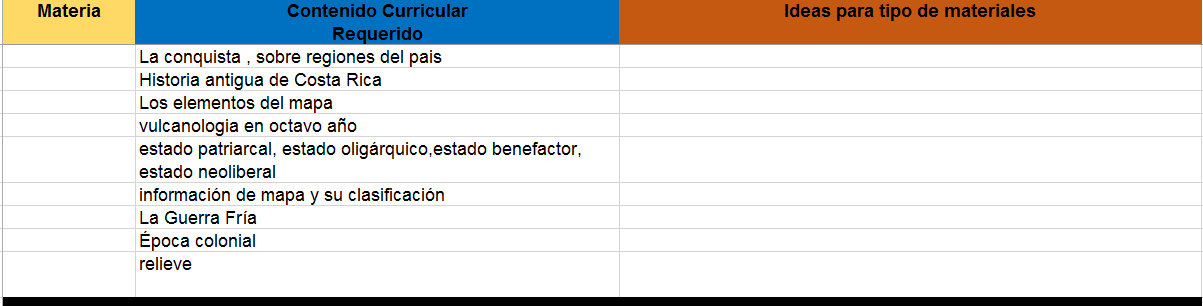 Materia
Contenido Curricular
Requerido
Ideas para tipo de materiales
La conquista , sobre regiones del pais
Historia antigua de Costa Rica
Los elementos del mapa
vulcanologia en octavo año
estado patriarcal, estado oligárquico,estado benefactor,
estado neoliberal
información de mapa y su clasificación
La Guerra Fría
Época colonial
relieve